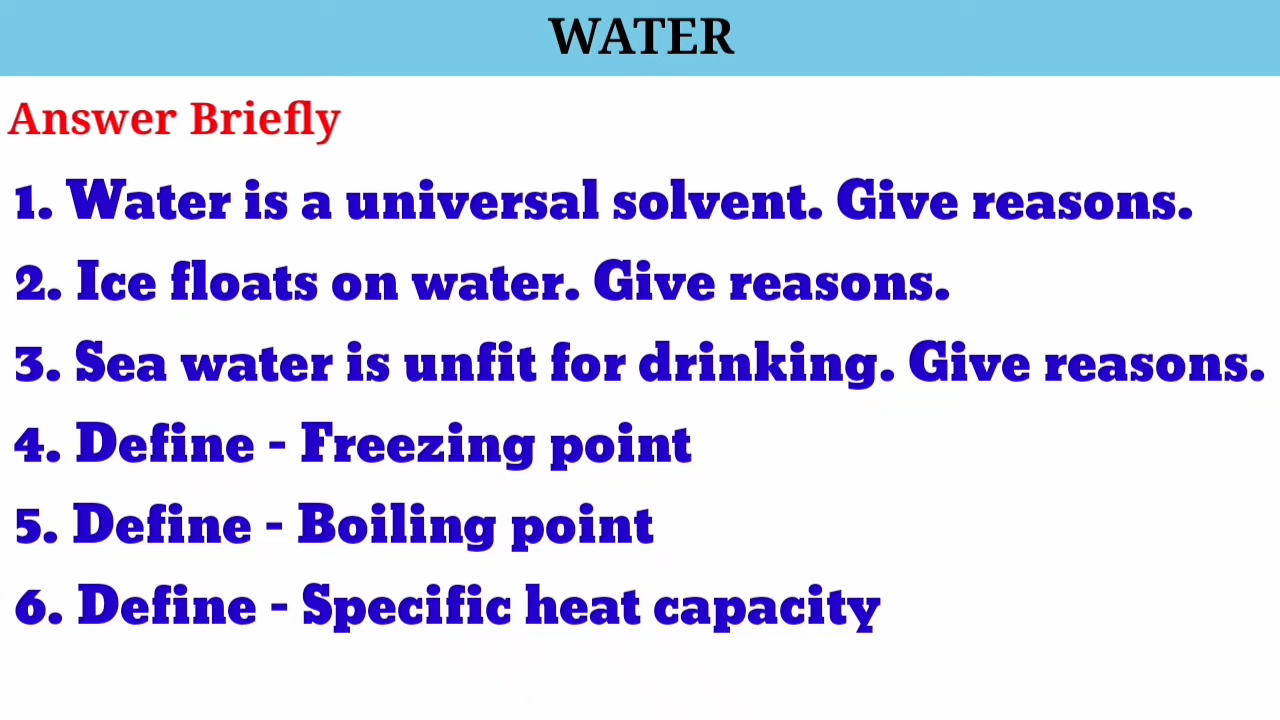 WATER
Answer Briefly
1. Water is a universal solvent. Give reasons.
2. Ice floats on water. Give reasons.
3. Sea water is unfit for drinking. Give reasons.
4. Define - Freezing point
5. Define - Boiling point
6. Define - Specific heat capacity